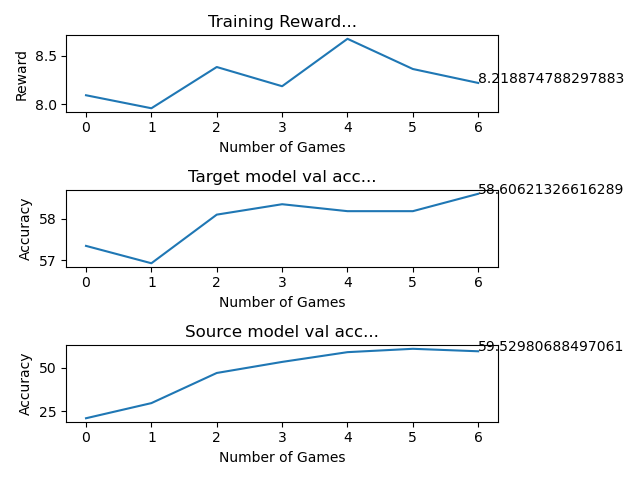 Training Reward...
Reward
8.5
8.0
8.218874788297883
0 1 2 3 4 5 6
Number of Games
Target model val acc...
Accuracy
58
57
58.60621326616289
0 1 2 3 4 5 6
Number of Games
Source model val acc...
Accuracy
50
25
59.52980688497061
0 1 2 3 4 5 6
Number of Games